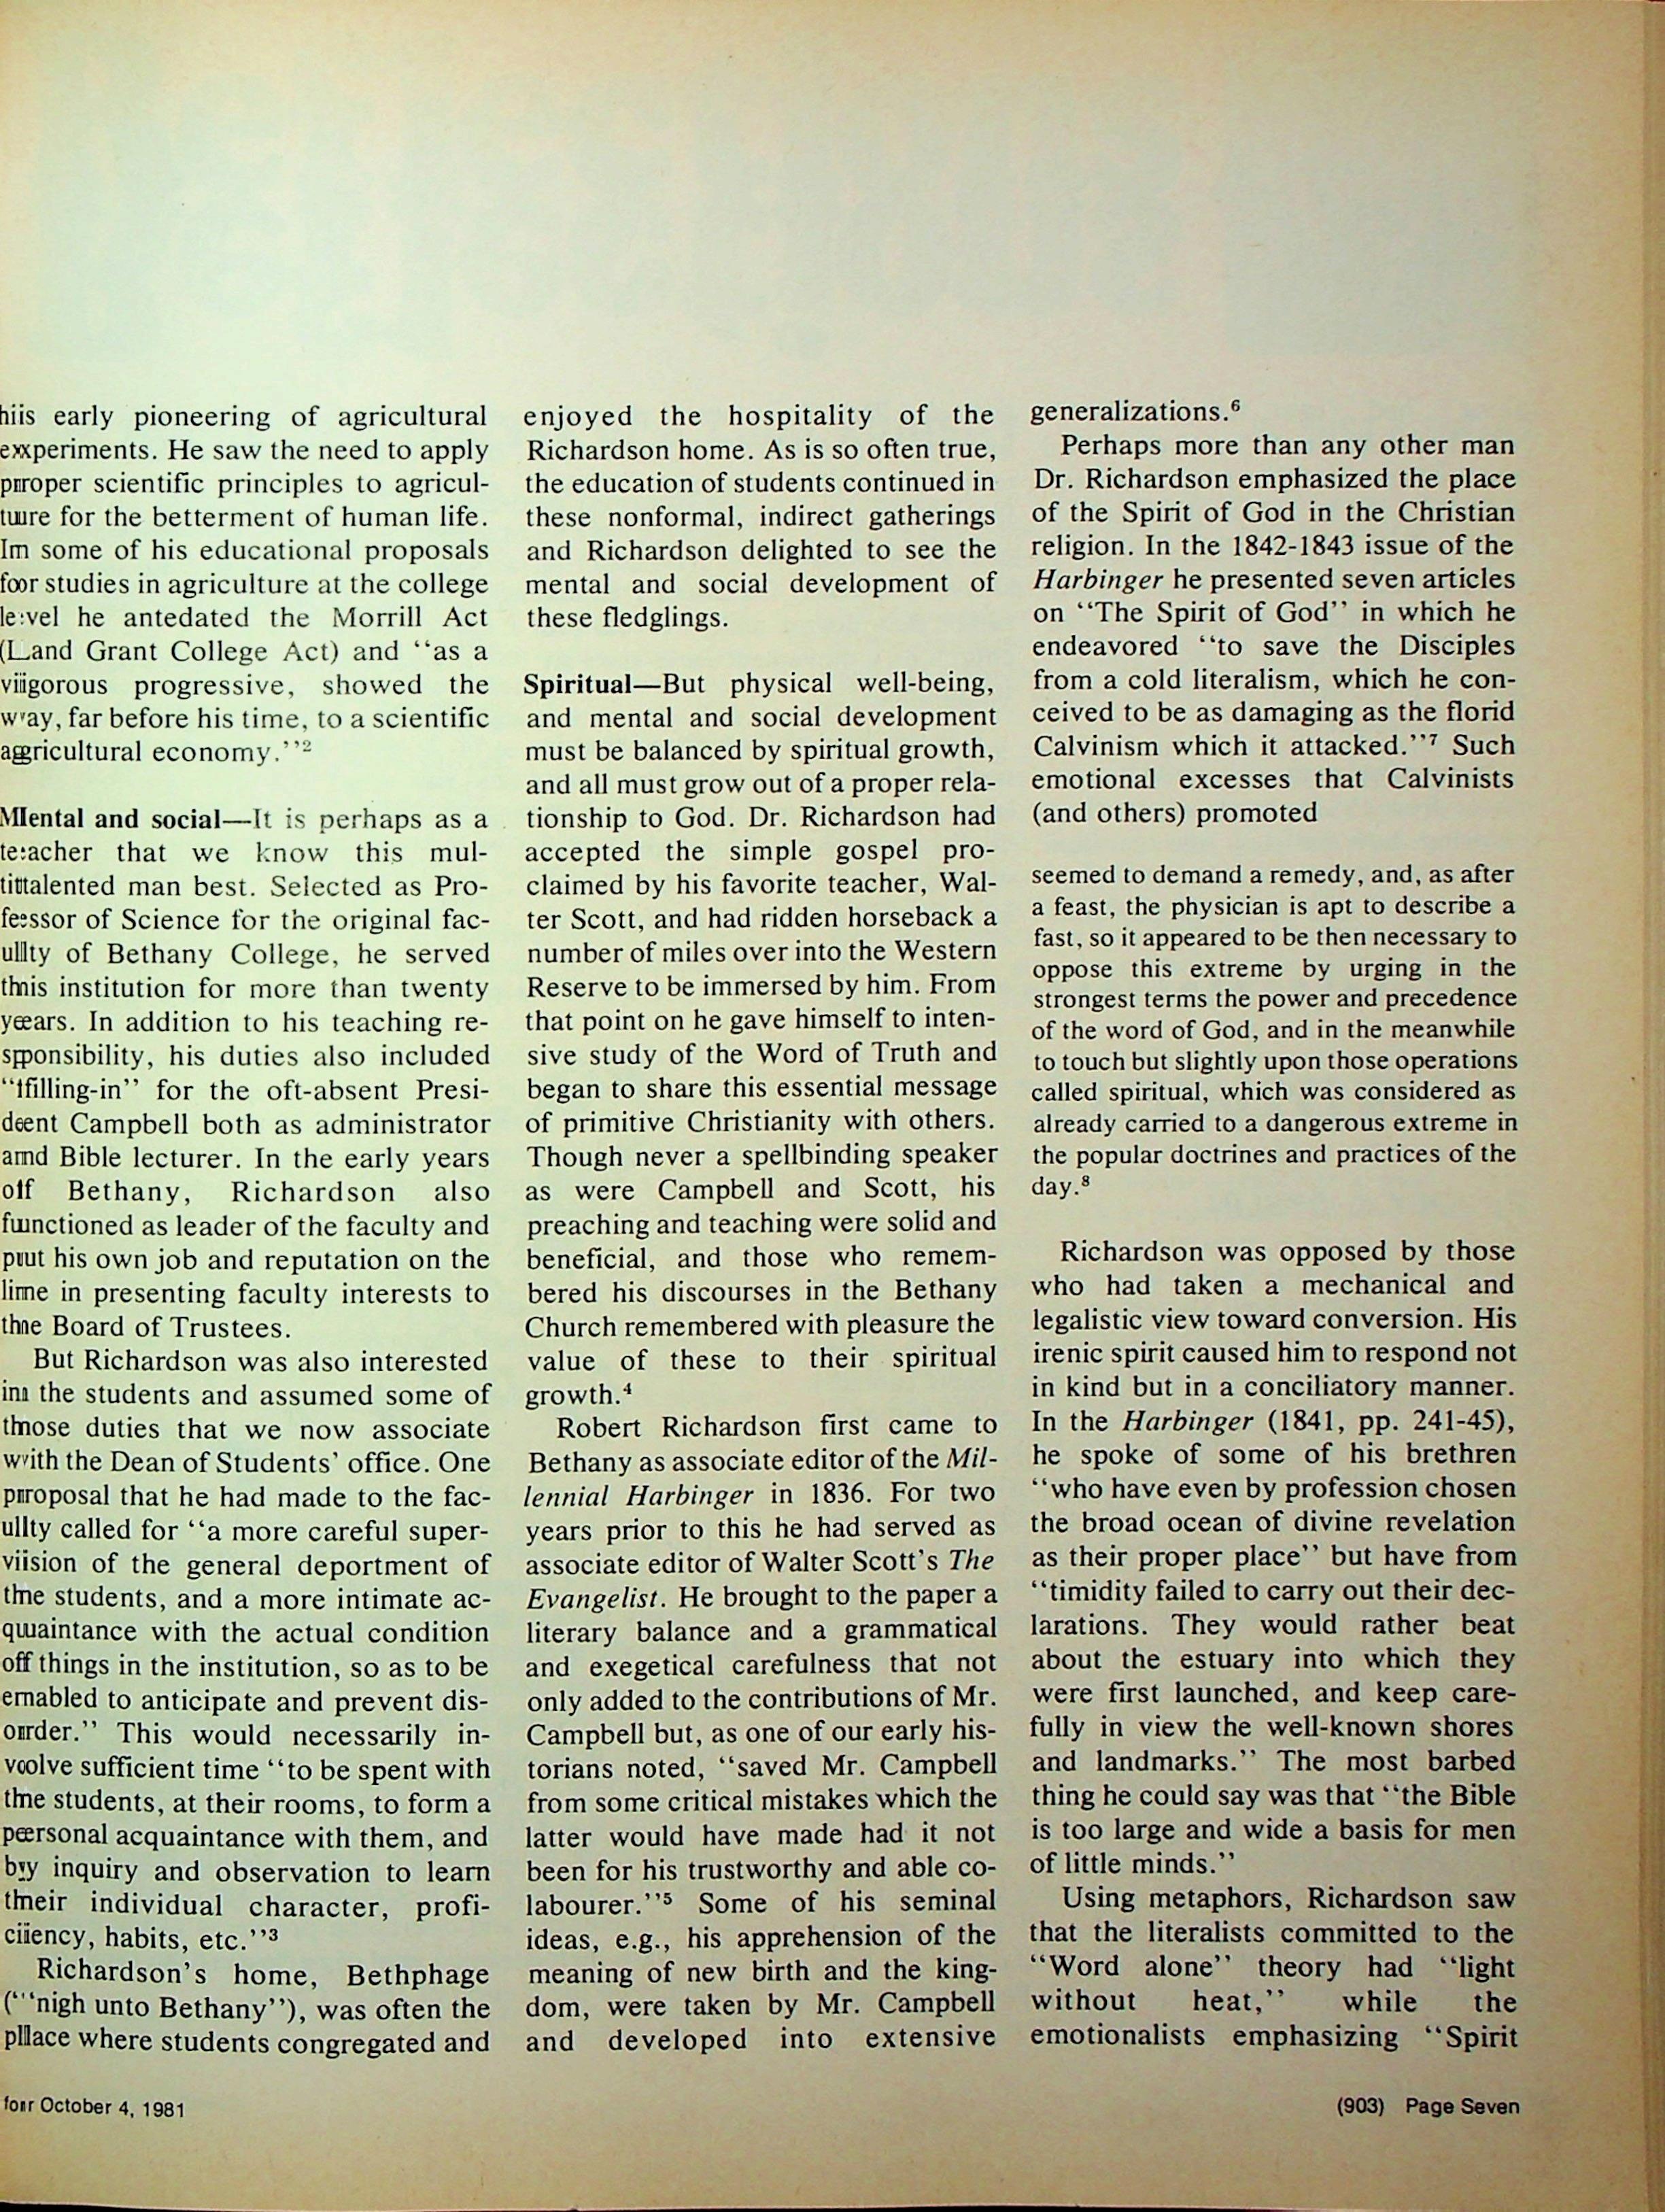 his early pioneering of agricultural
experiments. He saw the need to apply
proper scientific principles to agricul-
ture for the betterment of human life.
In some of his educational proposals
for studies in agriculture at the college
level he antedated the Morrill Act
(Land Grant College Act) and “as a
vigorous progressive, showed the
way, far before his time, to a scientific
agricultural economy.”2
Mental and social—It is perhaps as a
teacher that we know this mul-
titalented man best. Selected as Pro-
fessor of Science for the original fac-
ulty of Bethany College, he served
this institution for more than twenty
years. In addition to his teaching re-
sponsibility, his duties also included
“filling-in” for the oft-absent Presi-
dent Campbell both as administrator
and Bible lecturer. In the early years
of Bethany, Richardson also
functioned as leader of the faculty and
put his own job and reputation on the
line in presenting faculty interests to
the Board of Trustees.
But Richardson was also interested
in the students and assumed some of
those duties that we now associate
with the Dean of Students’ office. One
proposal that he had made to the fac-
ulty called for “a more careful super-
vision of the general deportment of
the students, and a more intimate ac-
quaintance with the actual condition
of things in the institution, so as to be
enabled to anticipate and prevent dis-
order.” This would necessarily in-
volve sufficient time “to be spent with
the students, at their rooms, to form a
personal acquaintance with them, and
by inquiry and observation to learn
their individual character, profi-
ciency, habits, etc.”3
Richardson’s home, Bethphage
(“nigh unto Bethany”), was often the
place where students congregated and
enjoyed the hospitality of the
Richardson home. As is so often true,
the education of students continued in
these nonformal, indirect gatherings
and Richardson delighted to see the
mental and social development of
these fledglings.
Spiritual—But physical well-being,
and mental and social development
must be balanced by spiritual growth,
and all must grow out of a proper rela-
tionship to God. Dr. Richardson had
accepted the simple gospel pro-
claimed by his favorite teacher, Wal-
ter Scott, and had ridden horseback a
number of miles over into the Western
Reserve to be immersed by him. From
that point on he gave himself to inten-
sive study of the Word of Truth and
began to share this essential message
of primitive Christianity with others.
Though never a spellbinding speaker
as were Campbell and Scott, his
preaching and teaching were solid and
beneficial, and those who remem-
bered his discourses in the Bethany
Church remembered with pleasure the
value of these to their spiritual
growth.4
Robert Richardson first came to
Bethany as associate editor of the Mil-
lennial Harbinger in 1836. For two
years prior to this he had served as
associate editor of Walter Scott’s The
Evangelist. He brought to the paper a
literary balance and a grammatical
and exegetical carefulness that not
only added to the contributions of Mr.
Campbell but, as one of our early his-
torians noted, “saved Mr. Campbell
from some critical mistakes which the
latter would have made had it not
been for his trustworthy and able co-
labourer.”5 Some of his seminal
ideas, e.g., his apprehension of the
meaning of new birth and the king-
dom, were taken by Mr. Campbell
and developed into extensive
generalizations.6
Perhaps more than any other man
Dr. Richardson emphasized the place
of the Spirit of God in the Christian
religion. In the 1842-1843 issue of the
Harbinger he presented seven articles
on “The Spirit of God” in which he
endeavored “to save the Disciples
from a cold literalism, which he con-
ceived to be as damaging as the florid
Calvinism which it attacked.”7 Such
emotional excesses that Calvinists
(and others) promoted
seemed to demand a remedy, and, as after
a feast, the physician is apt to describe a
fast, so it appeared to be then necessary to
oppose this extreme by urging in the
strongest terms the power and precedence
of the word of God, and in the meanwhile
to touch but slightly upon those operations
called spiritual, which was considered as
already carried to a dangerous extreme in
the popular doctrines and practices of the
day.8
Richardson was opposed by those
who had taken a mechanical and
legalistic view toward conversion. His
irenic spirit caused him to respond not
in kind but in a conciliatory manner.
In the Harbinger (1841, pp. 241-45),
he spoke of some of his brethren
“who have even by profession chosen
the broad ocean of divine revelation
as their proper place” but have from
“timidity failed to carry out their dec-
larations. They would rather beat
about the estuary into which they
were first launched, and keep care-
fully in view the well-known shores
and landmarks.” The most barbed
thing he could say was that “the Bible
is too large and wide a basis for men
of little minds.”
Using metaphors, Richardson saw
that the literalists committed to the
“Word alone” theory had “light
without heat,” while the
emotionalists emphasizing “Spirit
for October 4, 1981
(903) Page Seven